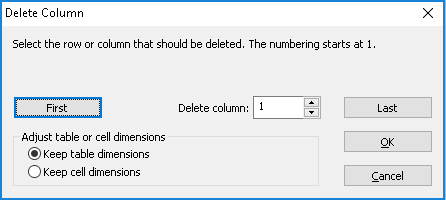 Delete Column
Select the row or column that should be deleted. The numbering starts at 1.
First
Delete column: 1
Last
Adjust table or cell dimensions
Keep table dimensions
Keep cell dimensions
OK
Cancel